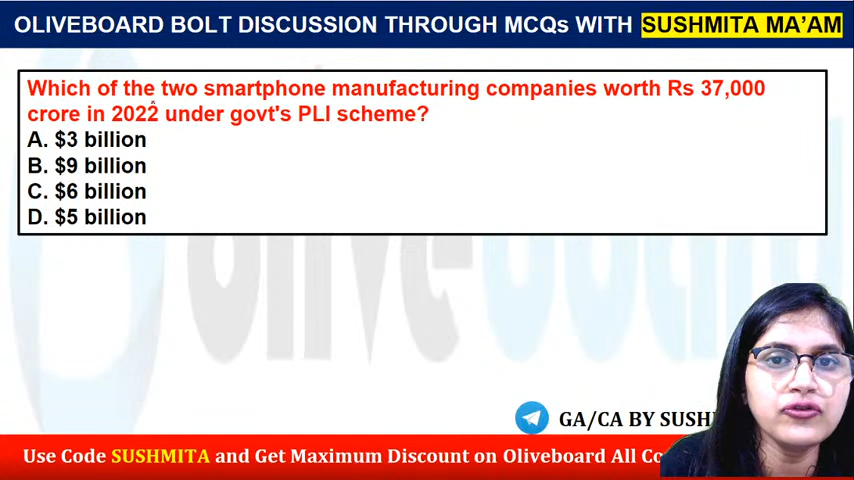 OLIVEBOARD BOLT DISCUSSION THROUGH MCQs WITH SUSHMITA MA'AM
Which of the two smartphone manufacturing companies worth Rs 37,000
crore in 2022 under govt's PLI scheme?
A. $3 billion
B. $9 billion
C. $6 billion
D. $5 billion
oliveboard
GA/CA BY SUSH
Use Code SUSHMITA and Get Maximum Discount on Oliveboard All